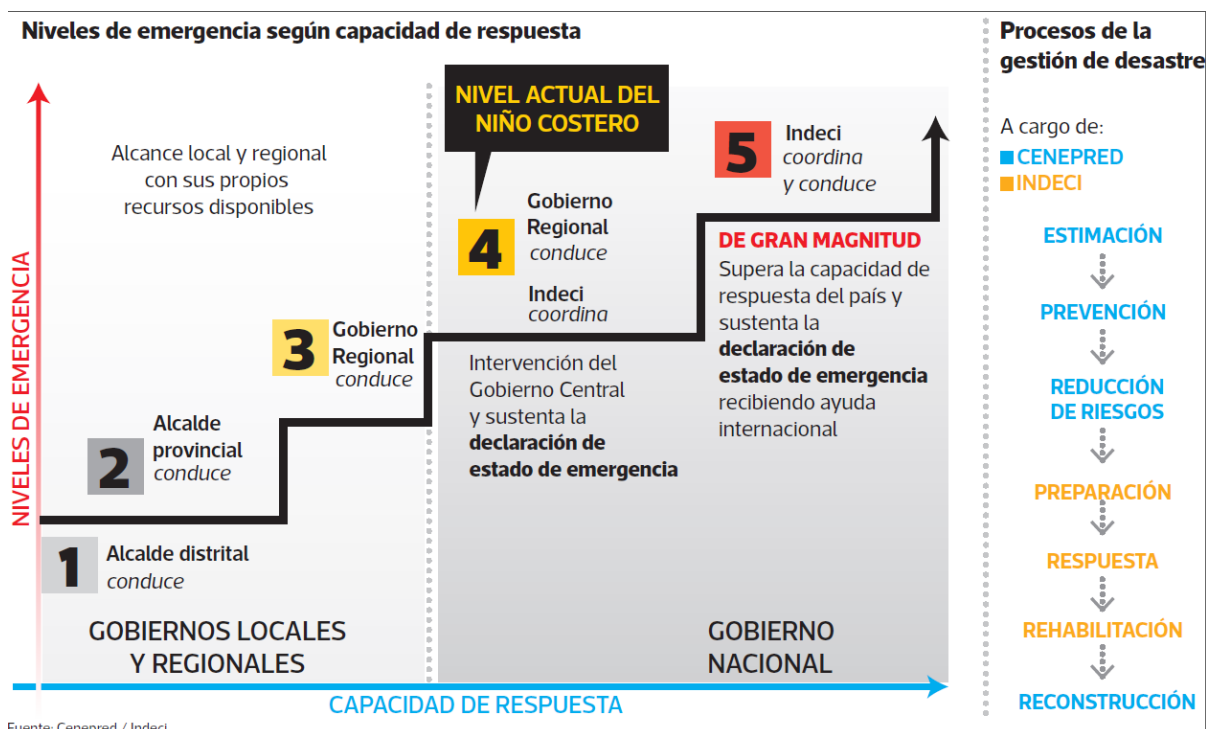 Niveles de emergencia según capacidad de respuesta
NIVELES DE EMERGENCIA
Alcance local y regional
con sus propios
recursos disponibles
1
Alcalde distrital
conduce
2
Alcalde
provincial
conduce
3
Gobierno
Regional
conduce
GOBIERNOS LOCALES
Y REGIONALES
NIVEL ACTUAL DEL
NIÑO COSTERO
4
Gobierno
Regional
conduce
Indeci
coordina
Intervención del
Gobierno Central
y sustenta la
declaración de
estado de emergencia
5
Indeci
coordina
y conduce
DE GRAN MAGNITUD
Supera la capacidad de
respuesta del país y
sustenta la
declaración de
estado de emergencia
recibiendo ayuda
internacional
GOBIERNO
NACIONAL
CAPACIDAD DE RESPUESTA
Fuente: Cenepred / Indeci
Procesos de la
gestión de desastre
A cargo de:
CENEPRED
INDECI
ESTIMACIÓN
PREVENCIÓN
REDUCCIÓN
DE RIESGOS
PREPARACIÓN
RESPUESTA
REHABILITACIÓN
RECONSTRUCCIÓN